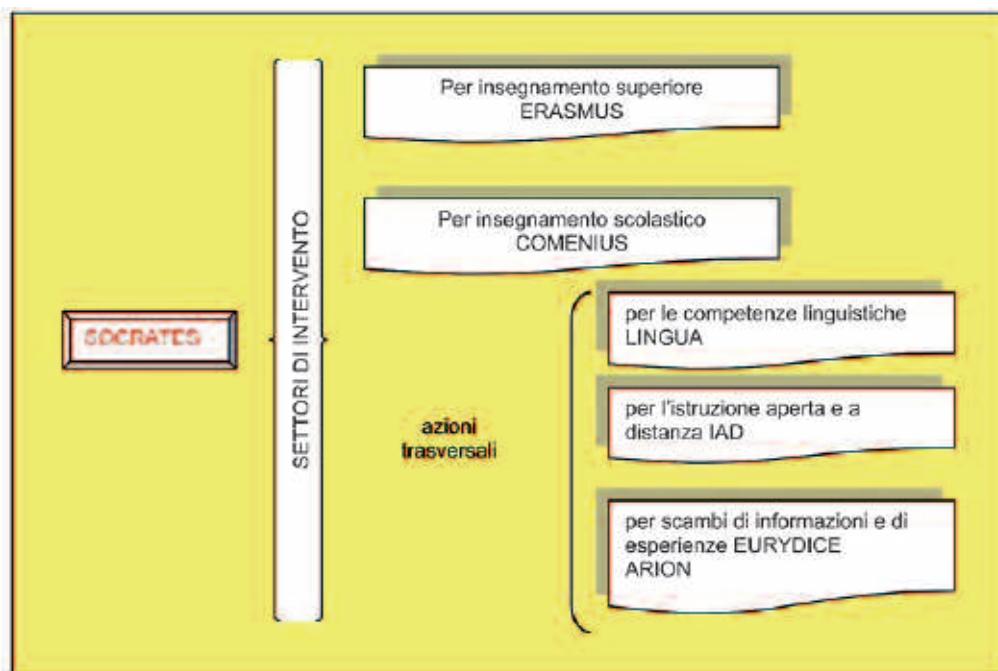 Per insegnamento superiore
ERASMUS
Per insegnamento scolastico
COMENIUS
SOCRATES
SETTORI DI INTERVENTO
azioni
trasversali
per le competenze linguistiche
LINGUA
per l'istruzione aperta e a
distanza IAD
per scambi di informazioni e di
esperienze EURYDICE
ARION